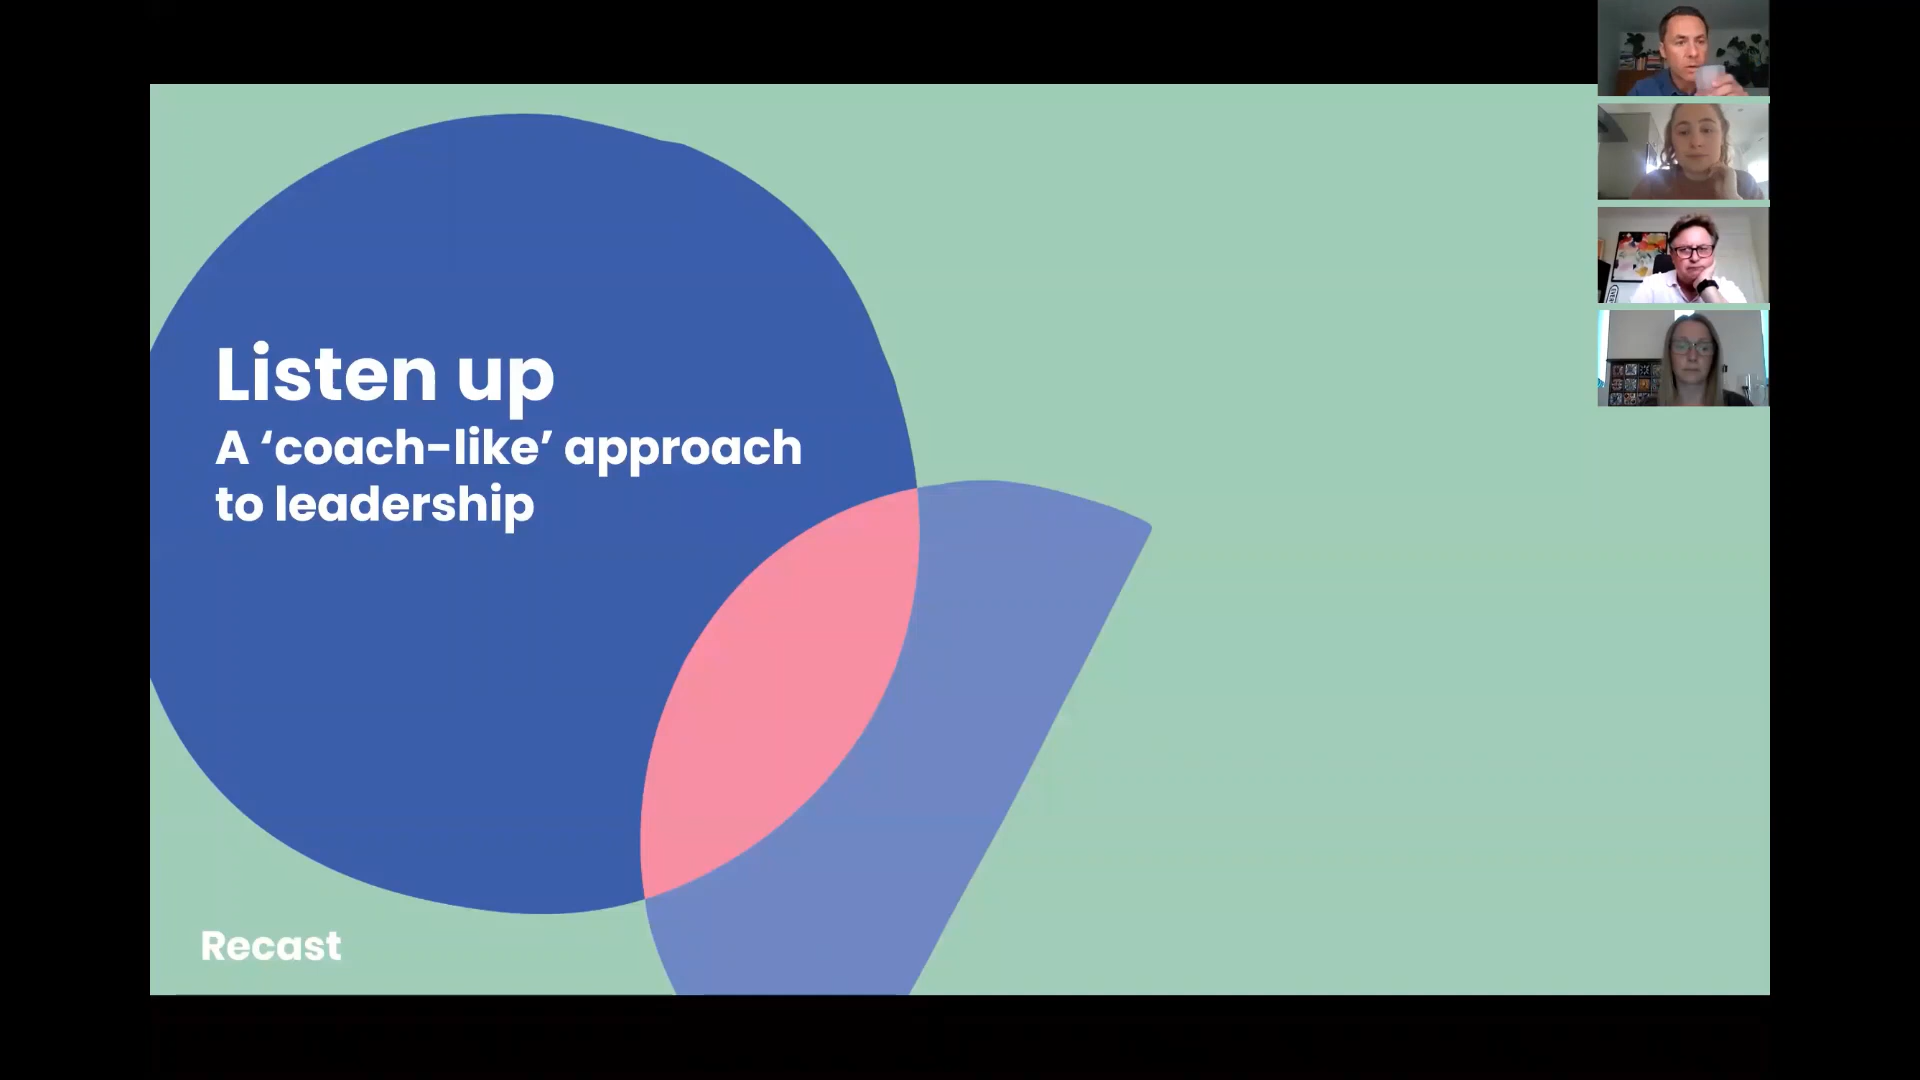 Listen up
A ‘coach-like’ approach
to leadership
Recast